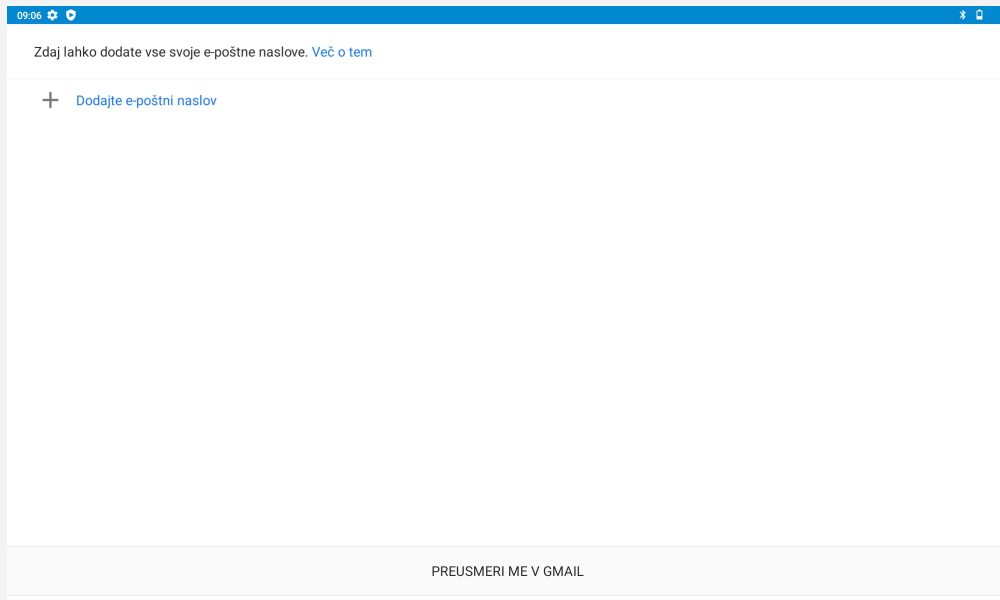 09:06
Zdaj lahko dodate vse svoje e-poštne naslove. Več o tem
Dodajte e-poštni naslov
PREUSMERI ME V GMAIL